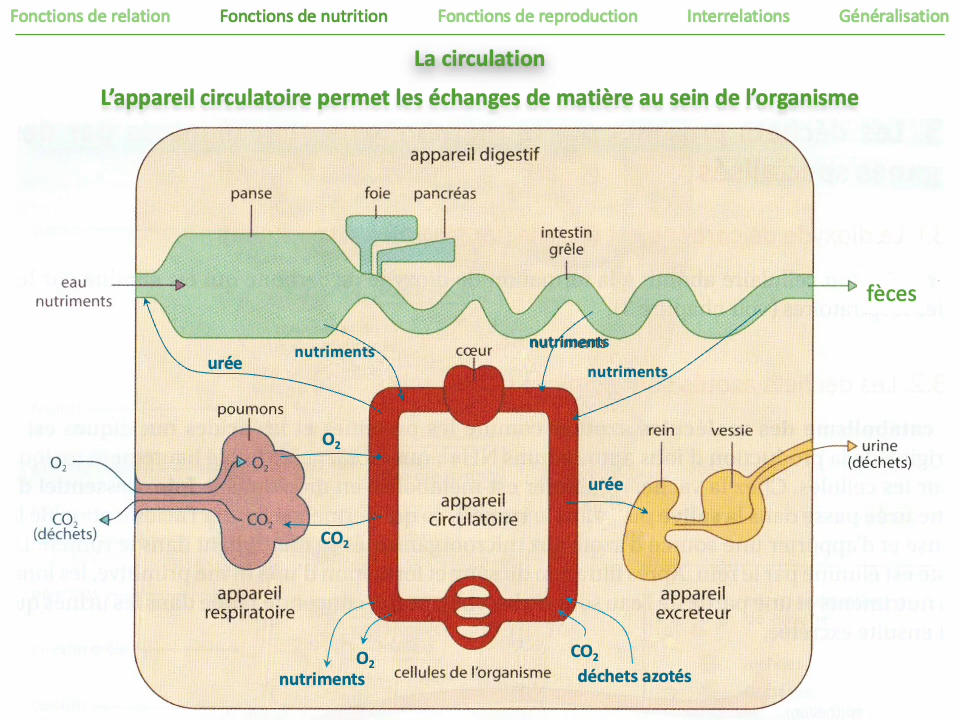 Fonctions de relation Fonctions de nutrition Fonctions de reproduction Interrelations Généralisation
La circulation
L'appareil circulatoire permet les échanges de matière au sein de l'organisme
appareil digestif
panse foie pancréas
intestin
grêle
eau
nutriments
fèces
urée
nutriments
cœur
nutriments
nutriments
poumons
O₂
rein vessie
O₂
O₂
urine
(déchets)
urée
appareil
circulatoire
CO₂
(déchets)
CO₂
CO₂
appareil
respiratoire
appareil
excreteur
O₂
nutriments
cellules de l'organisme
CO₂
déchets azotés